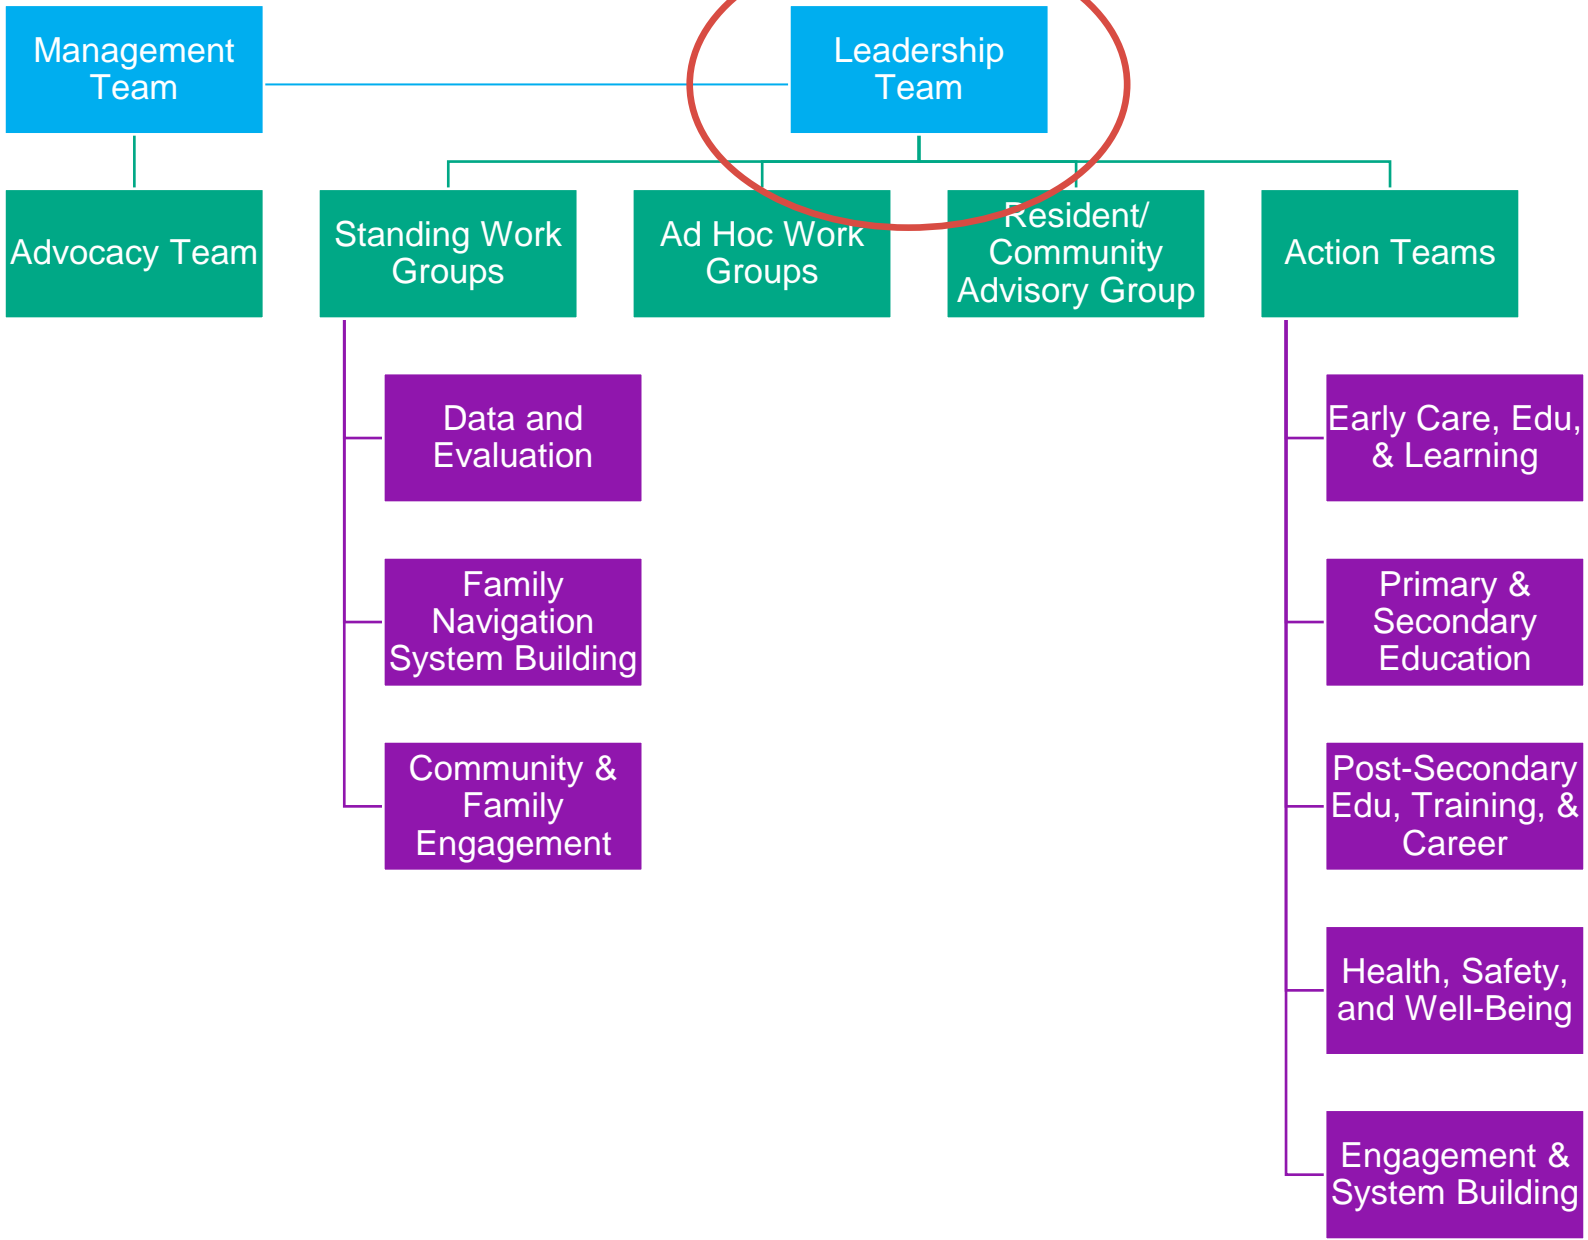 Management
Team
Leadership
Team
Advocacy Team
Standing Work
Groups
Ad Hoc Work
Groups
Resident/
Community
Advisory Group
Action Teams
Data and
Evaluation
Family
Navigation
System Building
Community &
Family
Engagement
Early Care, Edu,
& Learning
Primary &
Secondary
Education
Post-Secondary
Edu, Training, &
Career
Health, Safety,
and Well-Being
Engagement &
System Building